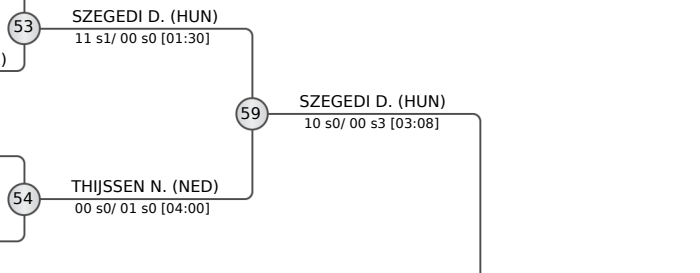 53
SZEGEDI D. (HUN)
11 s1/ 00 s0 [01:30]
)
59
SZEGEDI D. (HUN)
10 s0/ 00 s3 [03:08]
54
THIJSSEN N. (NED)
00 s0/ 01 s0 [04:00]